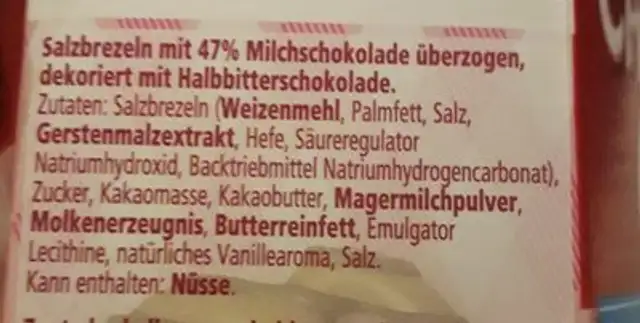 Salzbrezeln mit 47% Milchschokolade überzogen,
dekoriert mit Halbbitterschokolade.
Zutaten: Salzbrezeln (Weizenmehl, Palmfett, Salz,
Gerstenmalzextrakt, Hefe, Säureregulator
Natriumhydroxid, Backtriebmittel Natriumhydrogencarbonat),
Zucker, Kakaomasse, Kakaobutter, Magermilchpulver,
Molkenerzeugnis, Butterreinfett, Emulgator
Lecithine, natürliches Vanillearoma, Salz.
Kann enthalten: Nüsse.